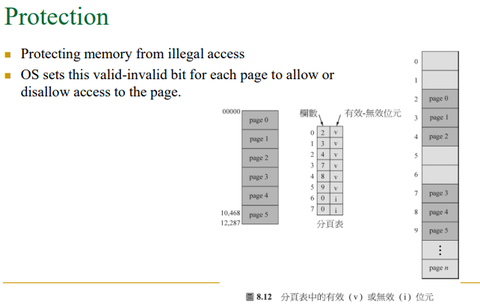 Protection
Protecting memory from illegal access
OS sets this valid-invalid bit for each page to allow or
disallow access to the page.
00000
page 0
page 1
page 2
page 3
page 4
page 5
10,468
12,287
欄數
有效-無效位元
0 2 v
1 3 v
2 4 v
3 7 v
4 8 v
5 9 v
6 0 i
7 0 i
分頁表
0
1
2 page 0
3 page 1
4 page 2
5
6
7 page 3
8 page 4
9 page 5
page n
圖 8.12 分頁表中的有效 (v) 或無效 (i) 位元